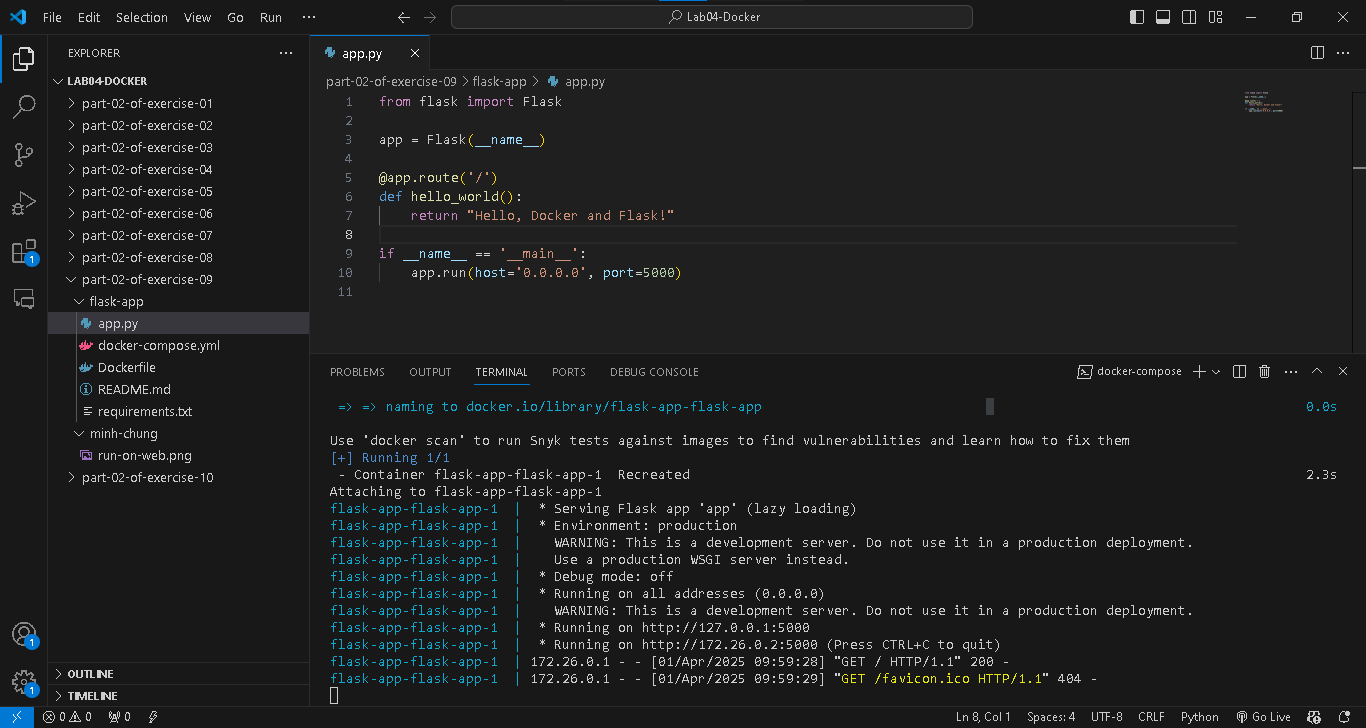 File Edit Selection View Go Run ··· Lab04-Docker
EXPLORER ···
LAB04-DOCKER
part-02-of-exercise-01
part-02-of-exercise-02
part-02-of-exercise-03
part-02-of-exercise-04
part-02-of-exercise-05
part-02-of-exercise-06
part-02-of-exercise-07
part-02-of-exercise-08
part-02-of-exercise-09
flask-app
app.py
docker-compose.yml
Dockerfile
README.md
requirements.txt
minh-chung
run-on-web.png
part-02-of-exercise-10
OUTLINE
TIMELINE
1
1
1
app.py
part-02-of-exercise-09 > flask-app > app.py
1 from flask import Flask
2
3 app = Flask(__name__)
4
5 @app.route('/')
6 def hello_world():
7     return "Hello, Docker and Flask!"
8
9 if __name__ == '__main__':
10     app.run(host='0.0.0.0', port=5000)
11
PROBLEMS OUTPUT TERMINAL PORTS DEBUG CONSOLE docker-compose
=> => naming to docker.io/library/flask-app-flask-app 0.0s
Use 'docker scan' to run Snyk tests against images to find vulnerabilities and learn how to fix them
[+] Running 1/1
- Container flask-app-flask-app-1  Recreated 2.3s
Attaching to flask-app-flask-app-1
flask-app-flask-app-1  |  * Serving Flask app 'app' (lazy loading)
flask-app-flask-app-1  |  * Environment: production
flask-app-flask-app-1  |    WARNING: This is a development server. Do not use it in a production deployment.
flask-app-flask-app-1  |    Use a production WSGI server instead.
flask-app-flask-app-1  |  * Debug mode: off
flask-app-flask-app-1  |  * Running on all addresses (0.0.0.0)
flask-app-flask-app-1  |    WARNING: This is a development server. Do not use it in a production deployment.
flask-app-flask-app-1  |  * Running on http://127.0.0.1:5000
flask-app-flask-app-1  |  * Running on http://172.26.0.2:5000 (Press CTRL+C to quit)
flask-app-flask-app-1  | 172.26.0.1 - - [01/Apr/2025 09:59:28] "GET / HTTP/1.1" 200 -
flask-app-flask-app-1  | 172.26.0.1 - - [01/Apr/2025 09:59:29] "GET /favicon.ico HTTP/1.1" 404 -
0 0 0 Ln 8, Col 1 Spaces: 4 UTF-8 CRLF Python Go Live